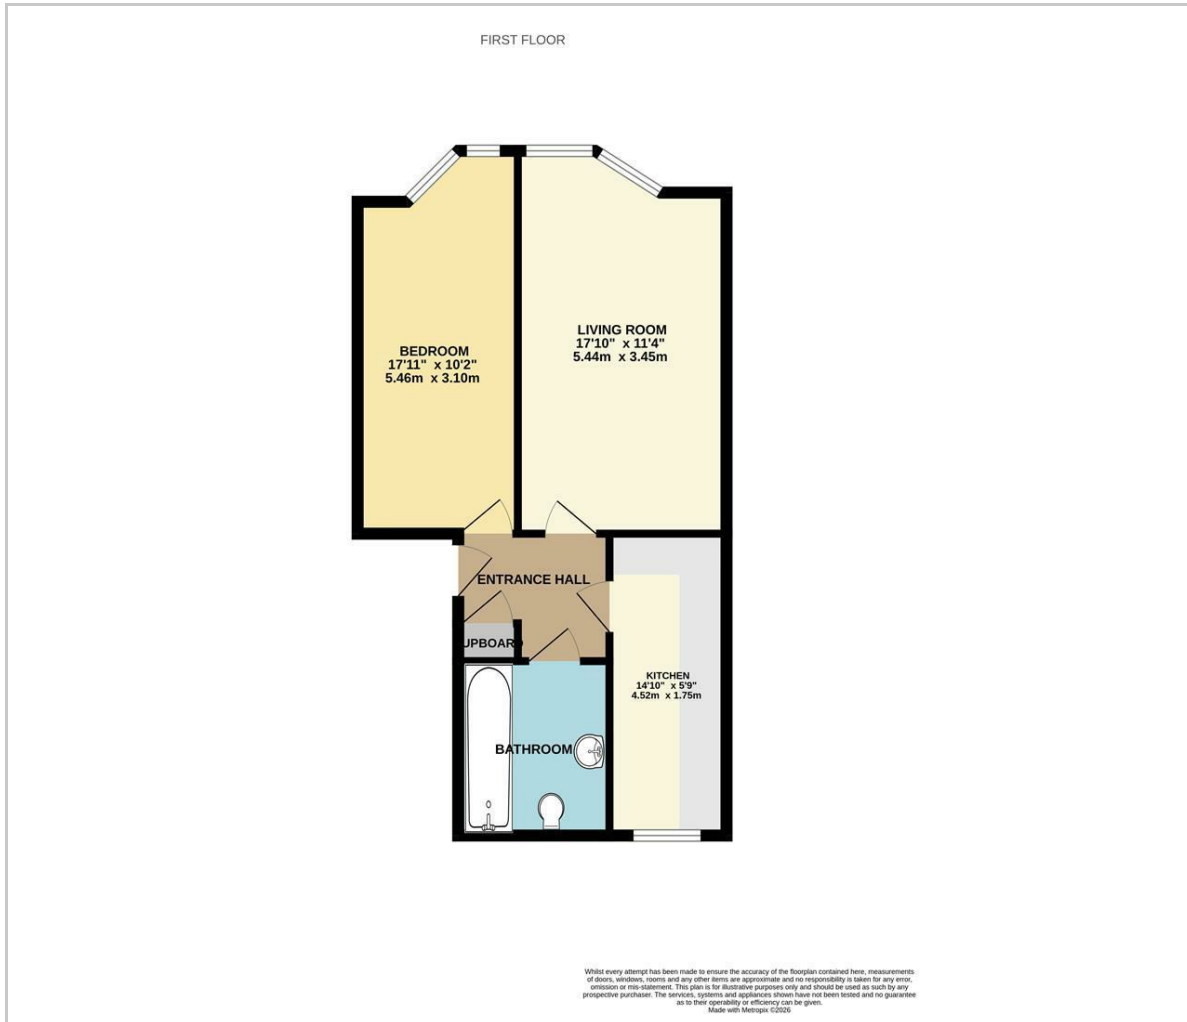 FIRST FLOOR
LIVING ROOM
17'10" x 11'4"
5.44m x 3.45m
BEDROOM
17'11" x 10'2"
5.46m x 3.10m
ENTRANCE HALL
UPBOARD
KITCHEN
14'10" x 5'9"
4.52m x 1.75m
BATHROOM
Whilst every attempt has been made to ensure the accuracy of the floorplan contained here, measurements
of doors, windows, rooms and any other items are approximate and no responsibility is taken for any error,
omission or mis-statement. This plan is for illustrative purposes only and should be used as such by any
prospective purchaser. The services, systems and appliances shown have not been tested and no guarantee
as to their operability or efficiency can be given.
Made with Metropix ©2026